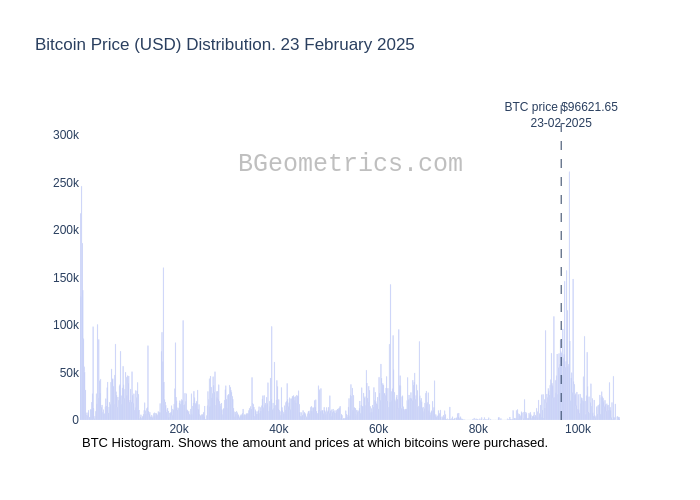 Bitcoin Price (USD) Distribution. 23 February 2025
BTC price $96621.65
23-02-2025
BGeometrics.com
300k
250k
200k
150k
100k
50k
0
20k 40k 60k 80k 100k
BTC Histogram. Shows the amount and prices at which bitcoins were purchased.